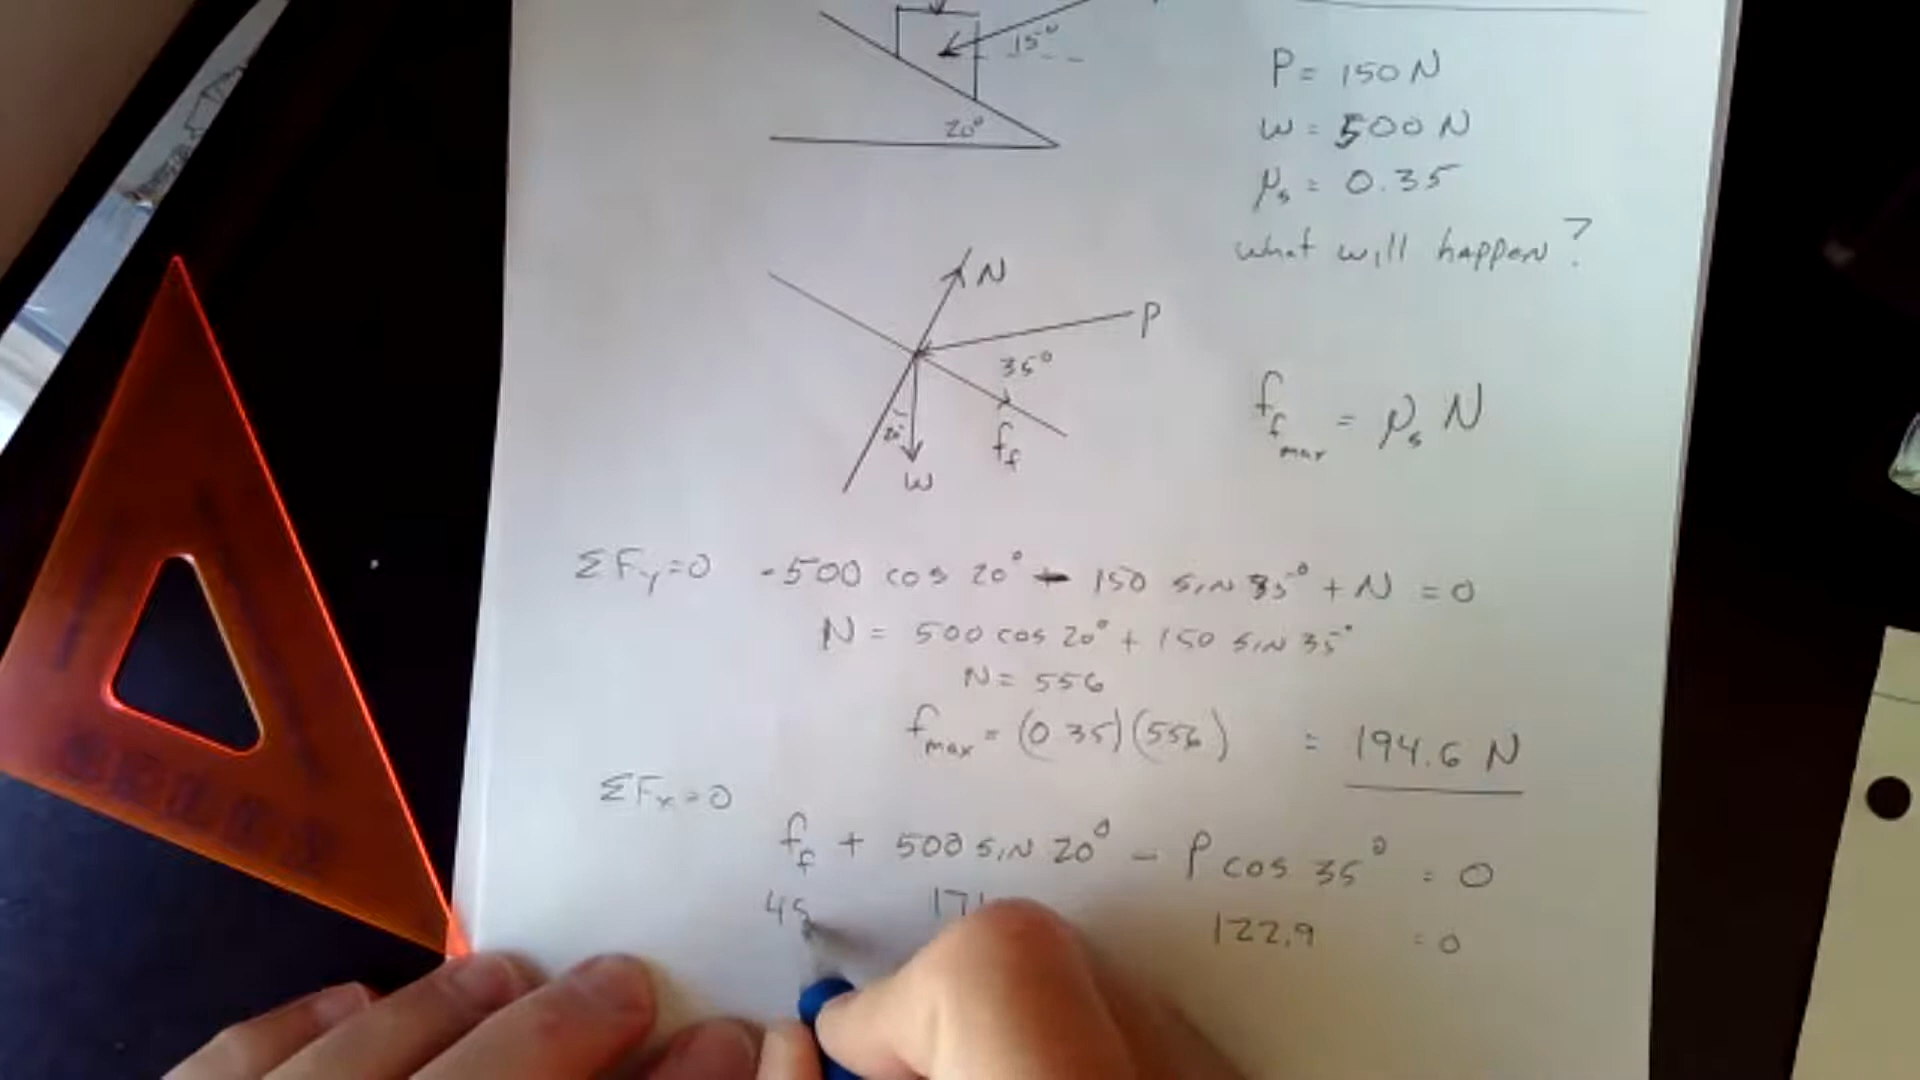 15°
20°
P = 150 N
W = 500 N
μs = 0.35
what will happen?
N
P
35°
20°
ff
W
ff max = μs N
ΣFy=0 -500 cos 20° - 150 sin 35° + N = 0
N = 500 cos 20° + 150 sin 35°
N = 556
fmax = (0.35)(556) = 194.6 N
ΣFx=0
ff + 500 sin 20° - P cos 35° = 0
122.9 = 0